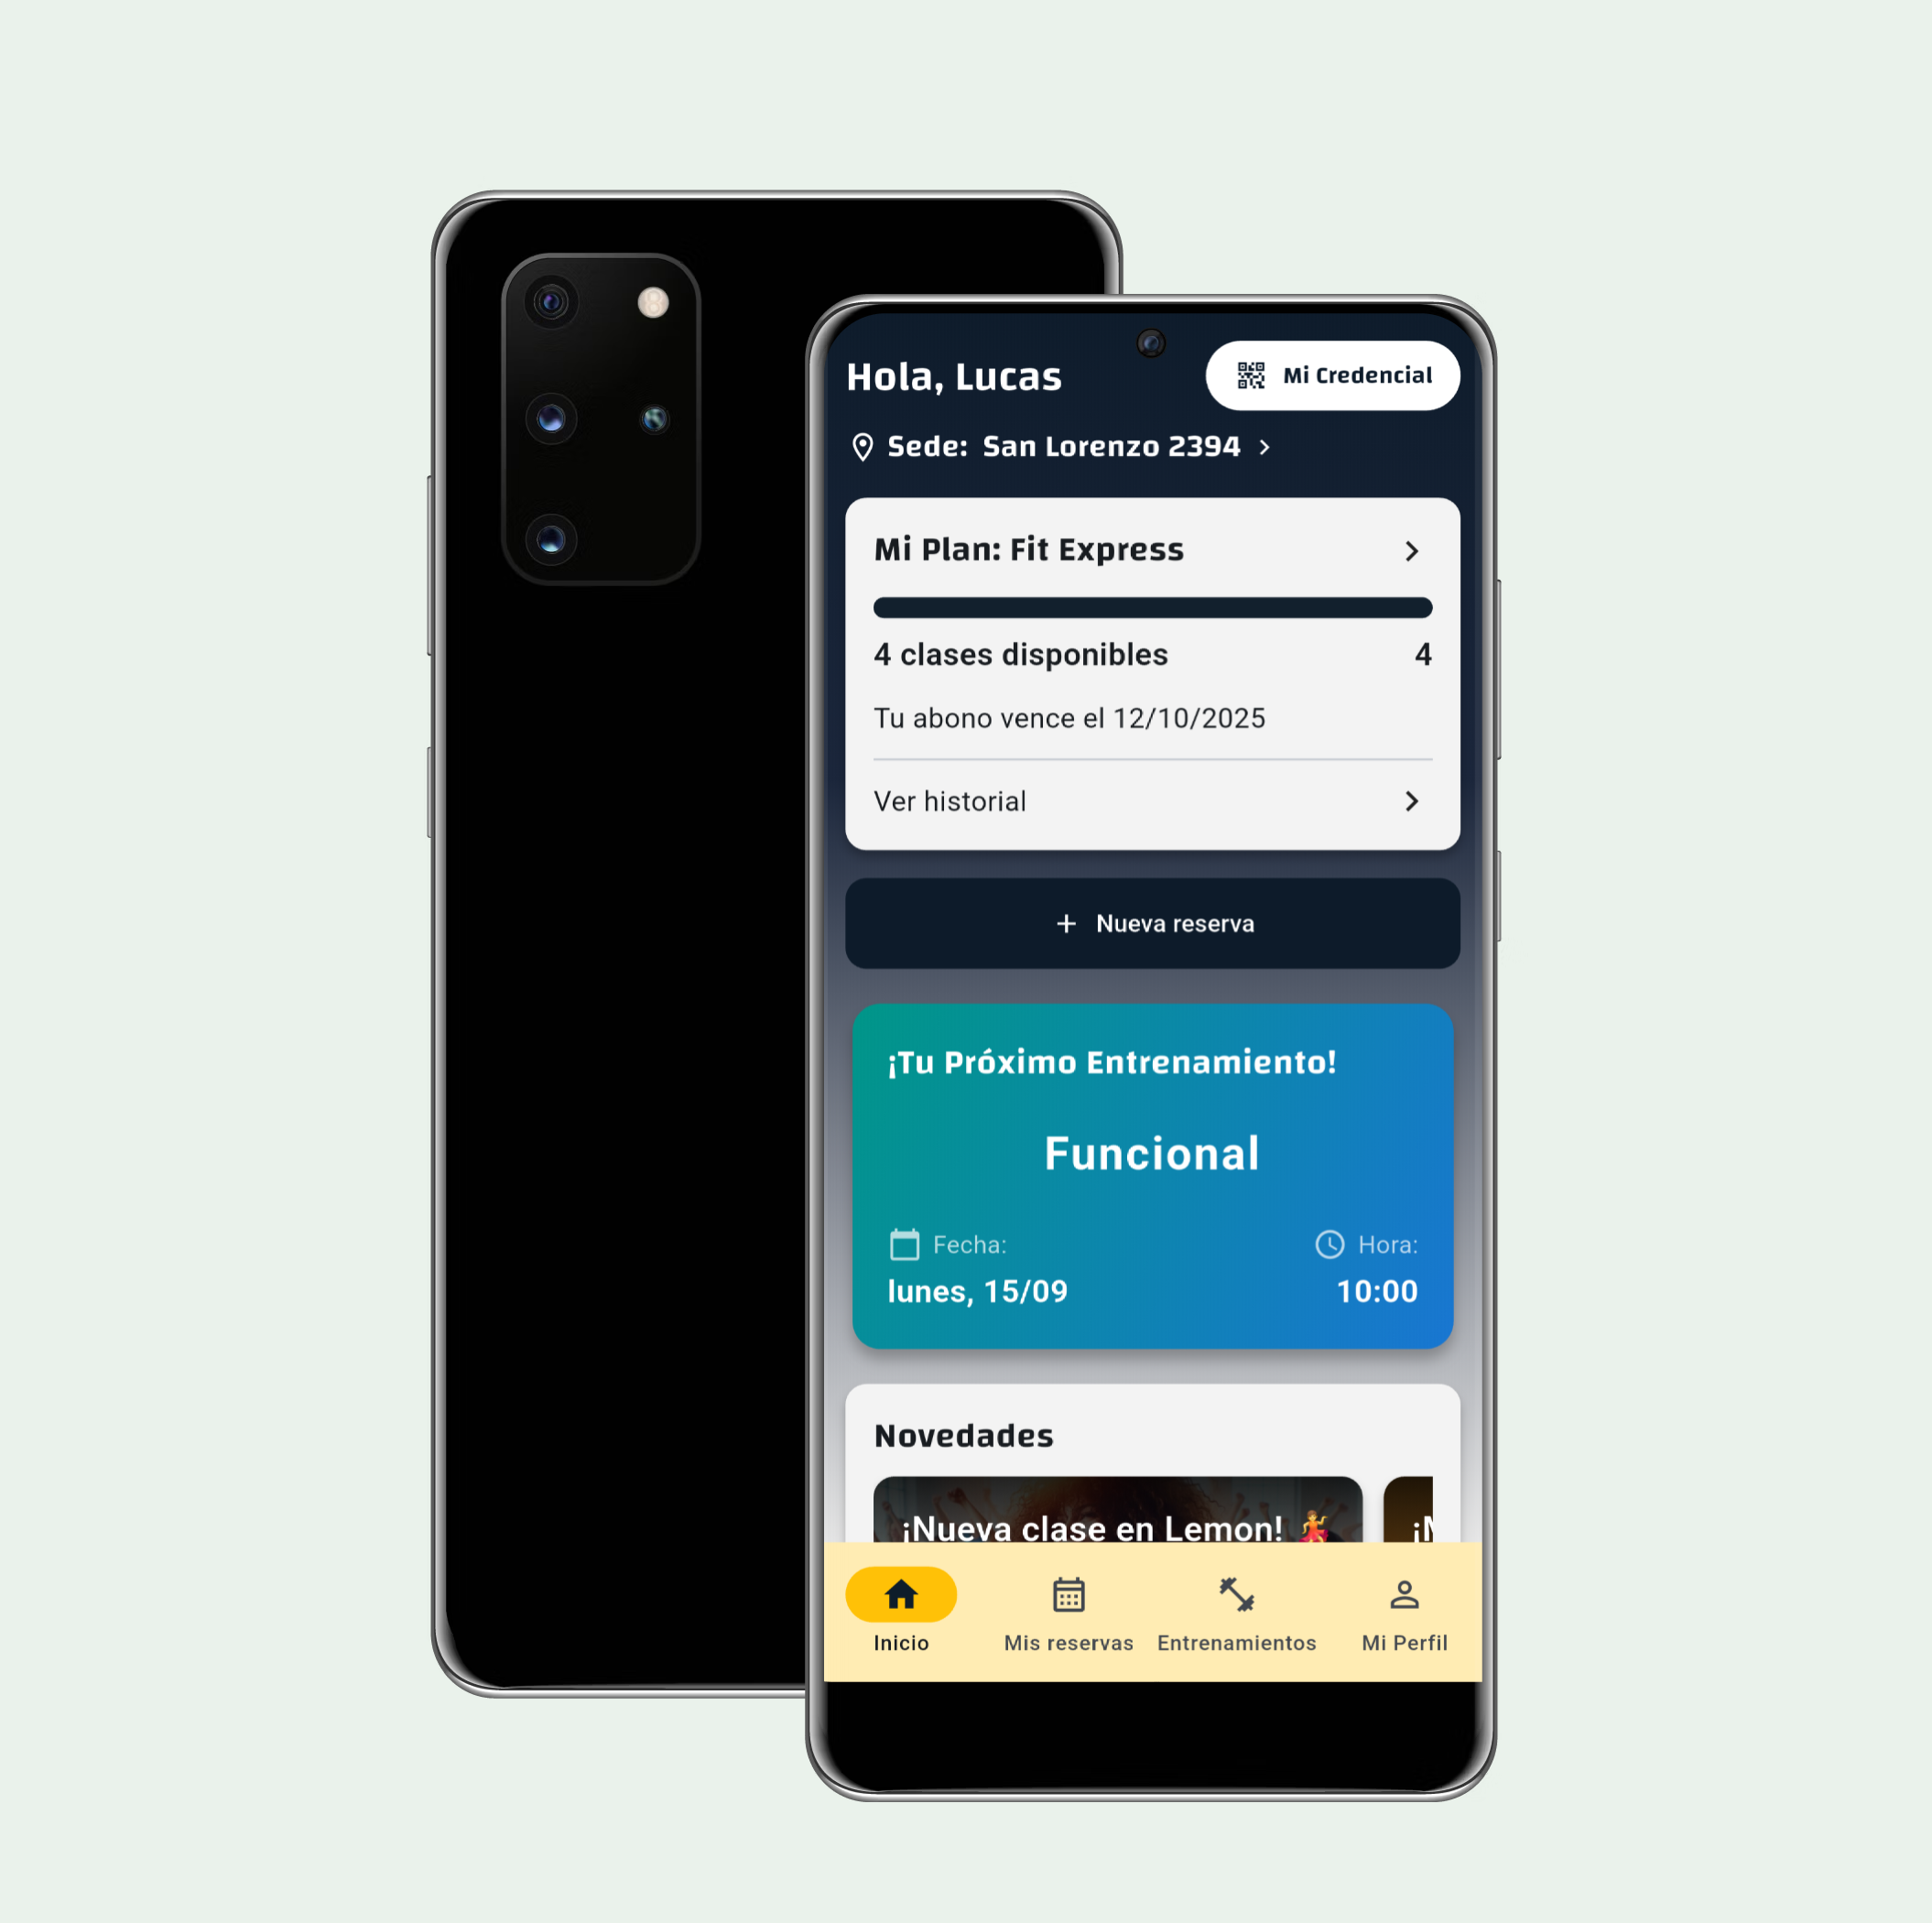 Hola, Lucas
Mi Credencial
Sede: San Lorenzo 2394
Mi Plan: Fit Express
4 clases disponibles 4
Tu abono vence el 12/10/2025
Ver historial
+ Nueva reserva
¡Tu Próximo Entrenamiento!
Funcional
Fecha: Hora:
lunes, 15/09 10:00
Novedades
¡Nueva clase en Lemon! 💃
Inicio Mis reservas Entrenamientos Mi Perfil